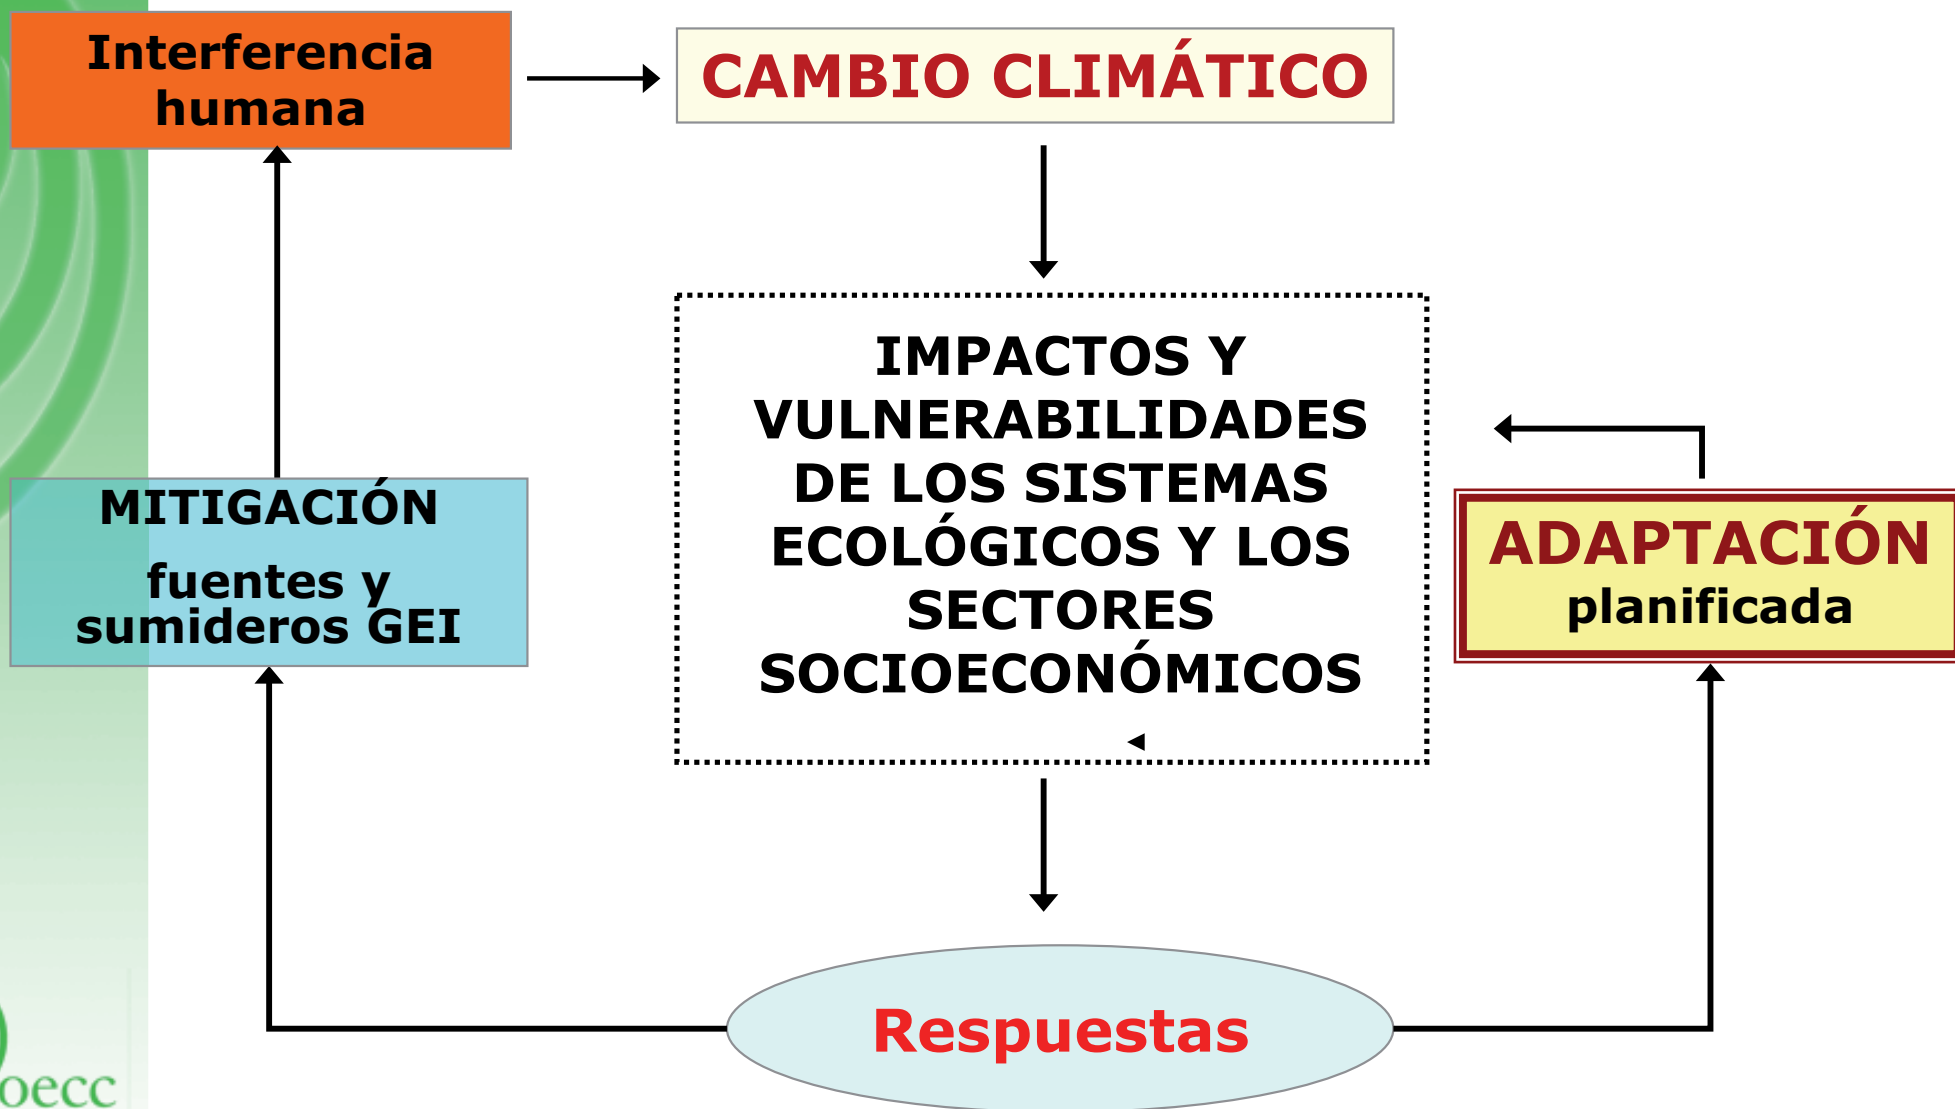 Interferencia
humana
CAMBIO CLIMÁTICO
IMPACTOS Y
VULNERABILIDADES
DE LOS SISTEMAS
ECOLÓGICOS Y LOS
SECTORES
SOCIOECONÓMICOS
MITIGACIÓN
fuentes y
sumideros GEI
ADAPTACIÓN
planificada
Respuestas
oecc